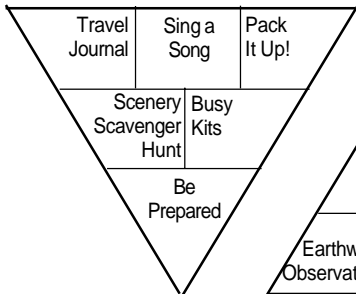 Travel
Journal
Sing a
Song
Pack
It Up!
Scenery
Scavenger
Hunt
Busy
Kits
Be
Prepared